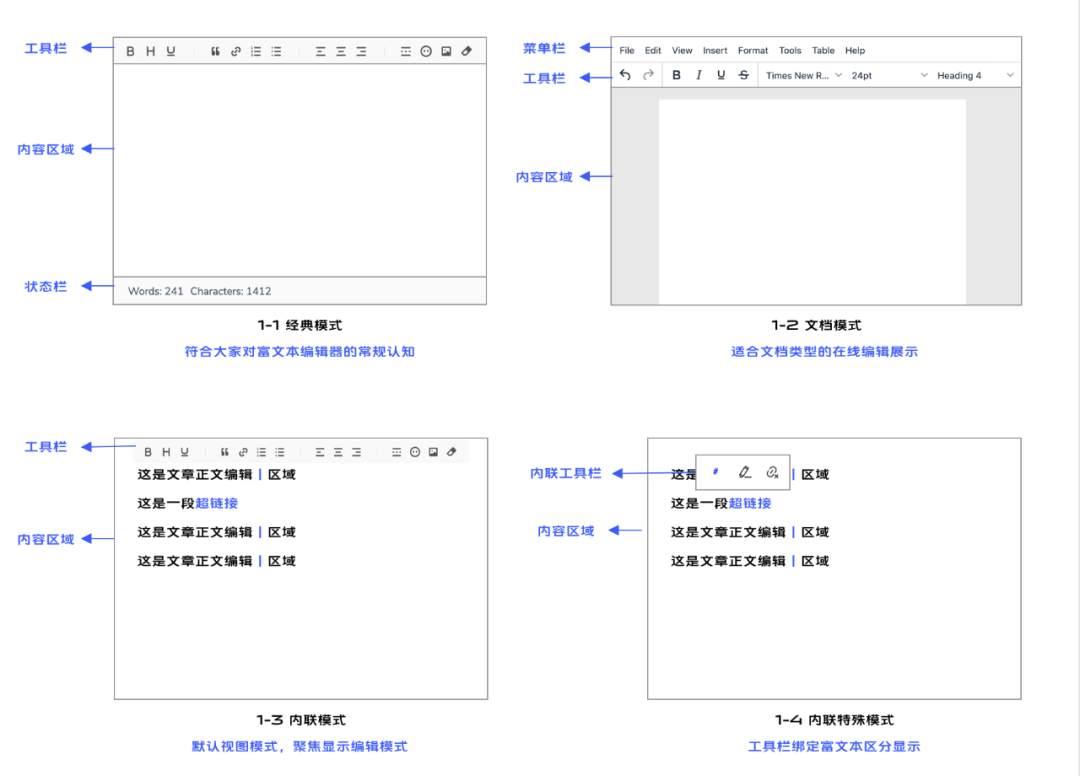 工具栏
B H U
内容区域
状态栏
Words: 241 Characters: 1412
1-1 经典模式
符合大家对富文本编辑器的常规认知
菜单栏
File Edit View Insert Format Tools Table Help
工具栏
B I U S Times New R... 24pt Heading 4
内容区域
1-2 文档模式
适合文档类型的在线编辑展示
工具栏
B H U
这是文章正文编辑 | 区域
这是一段超链接
内容区域
这是文章正文编辑 | 区域
这是文章正文编辑 | 区域
1-3 内联模式
默认视图模式，聚焦显示编辑模式
内联工具栏
这是 | 区域
这是一段超链接
内容区域
这是文章正文编辑 | 区域
这是文章正文编辑 | 区域
1-4 内联特殊模式
工具栏绑定富文本区分显示